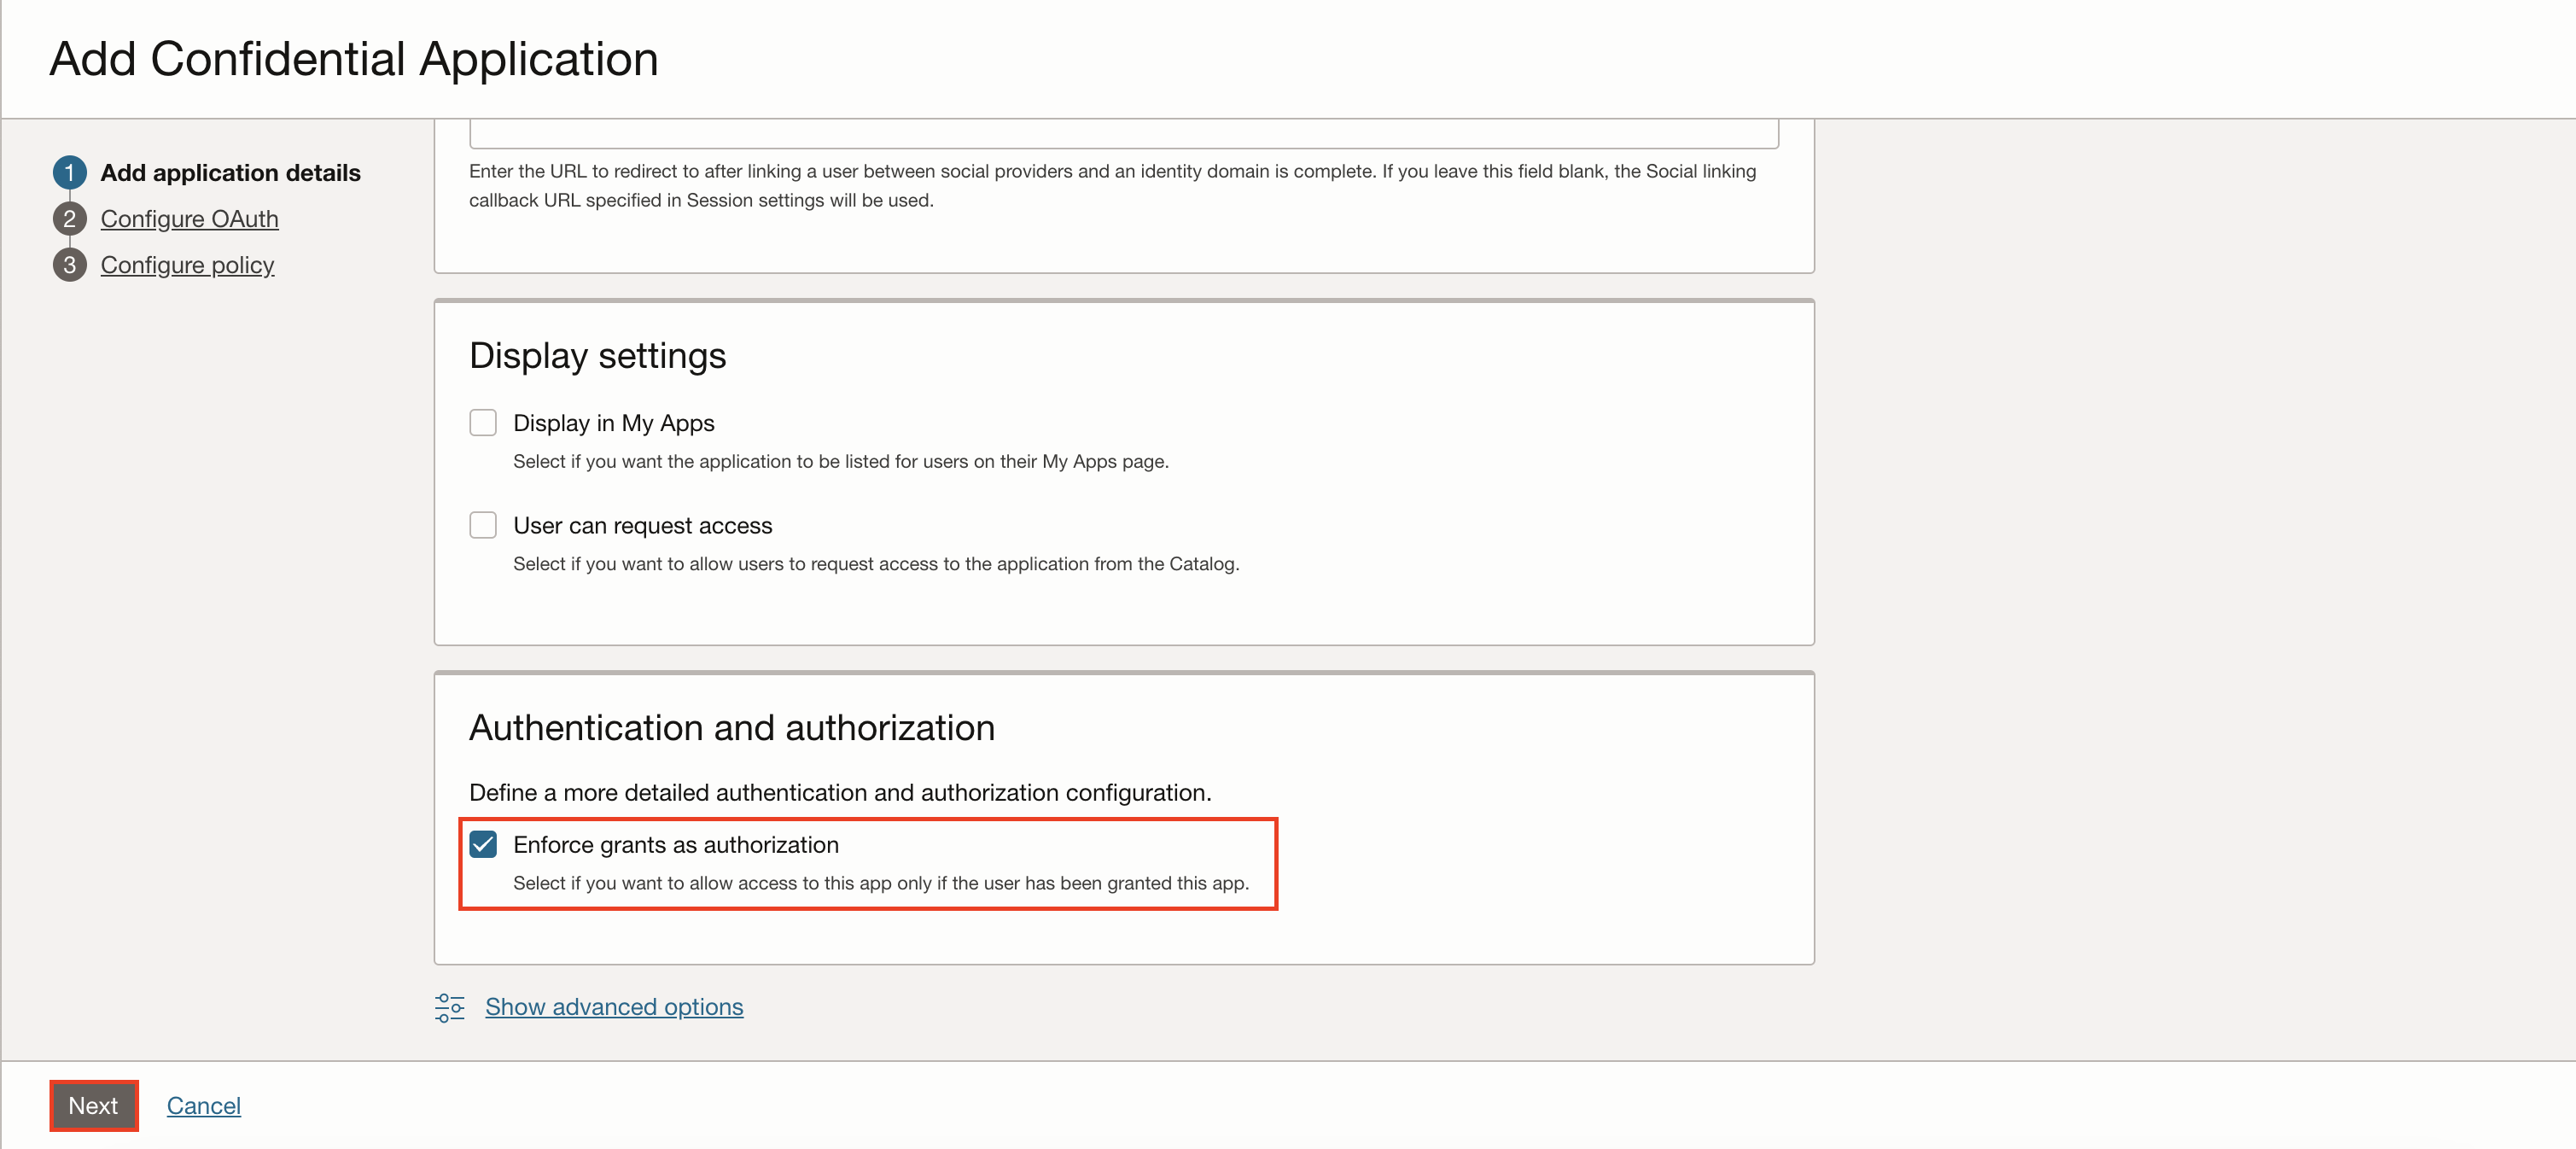 Add Confidential Application
1 Add application details
2 Configure OAuth
3 Configure policy
Enter the URL to redirect to after linking a user between social providers and an identity domain is complete. If you leave this field blank, the Social linking
callback URL specified in Session settings will be used.
Display settings
Display in My Apps
Select if you want the application to be listed for users on their My Apps page.
User can request access
Select if you want to allow users to request access to the application from the Catalog.
Authentication and authorization
Define a more detailed authentication and authorization configuration.
Enforce grants as authorization
Select if you want to allow access to this app only if the user has been granted this app.
Show advanced options
Next Cancel